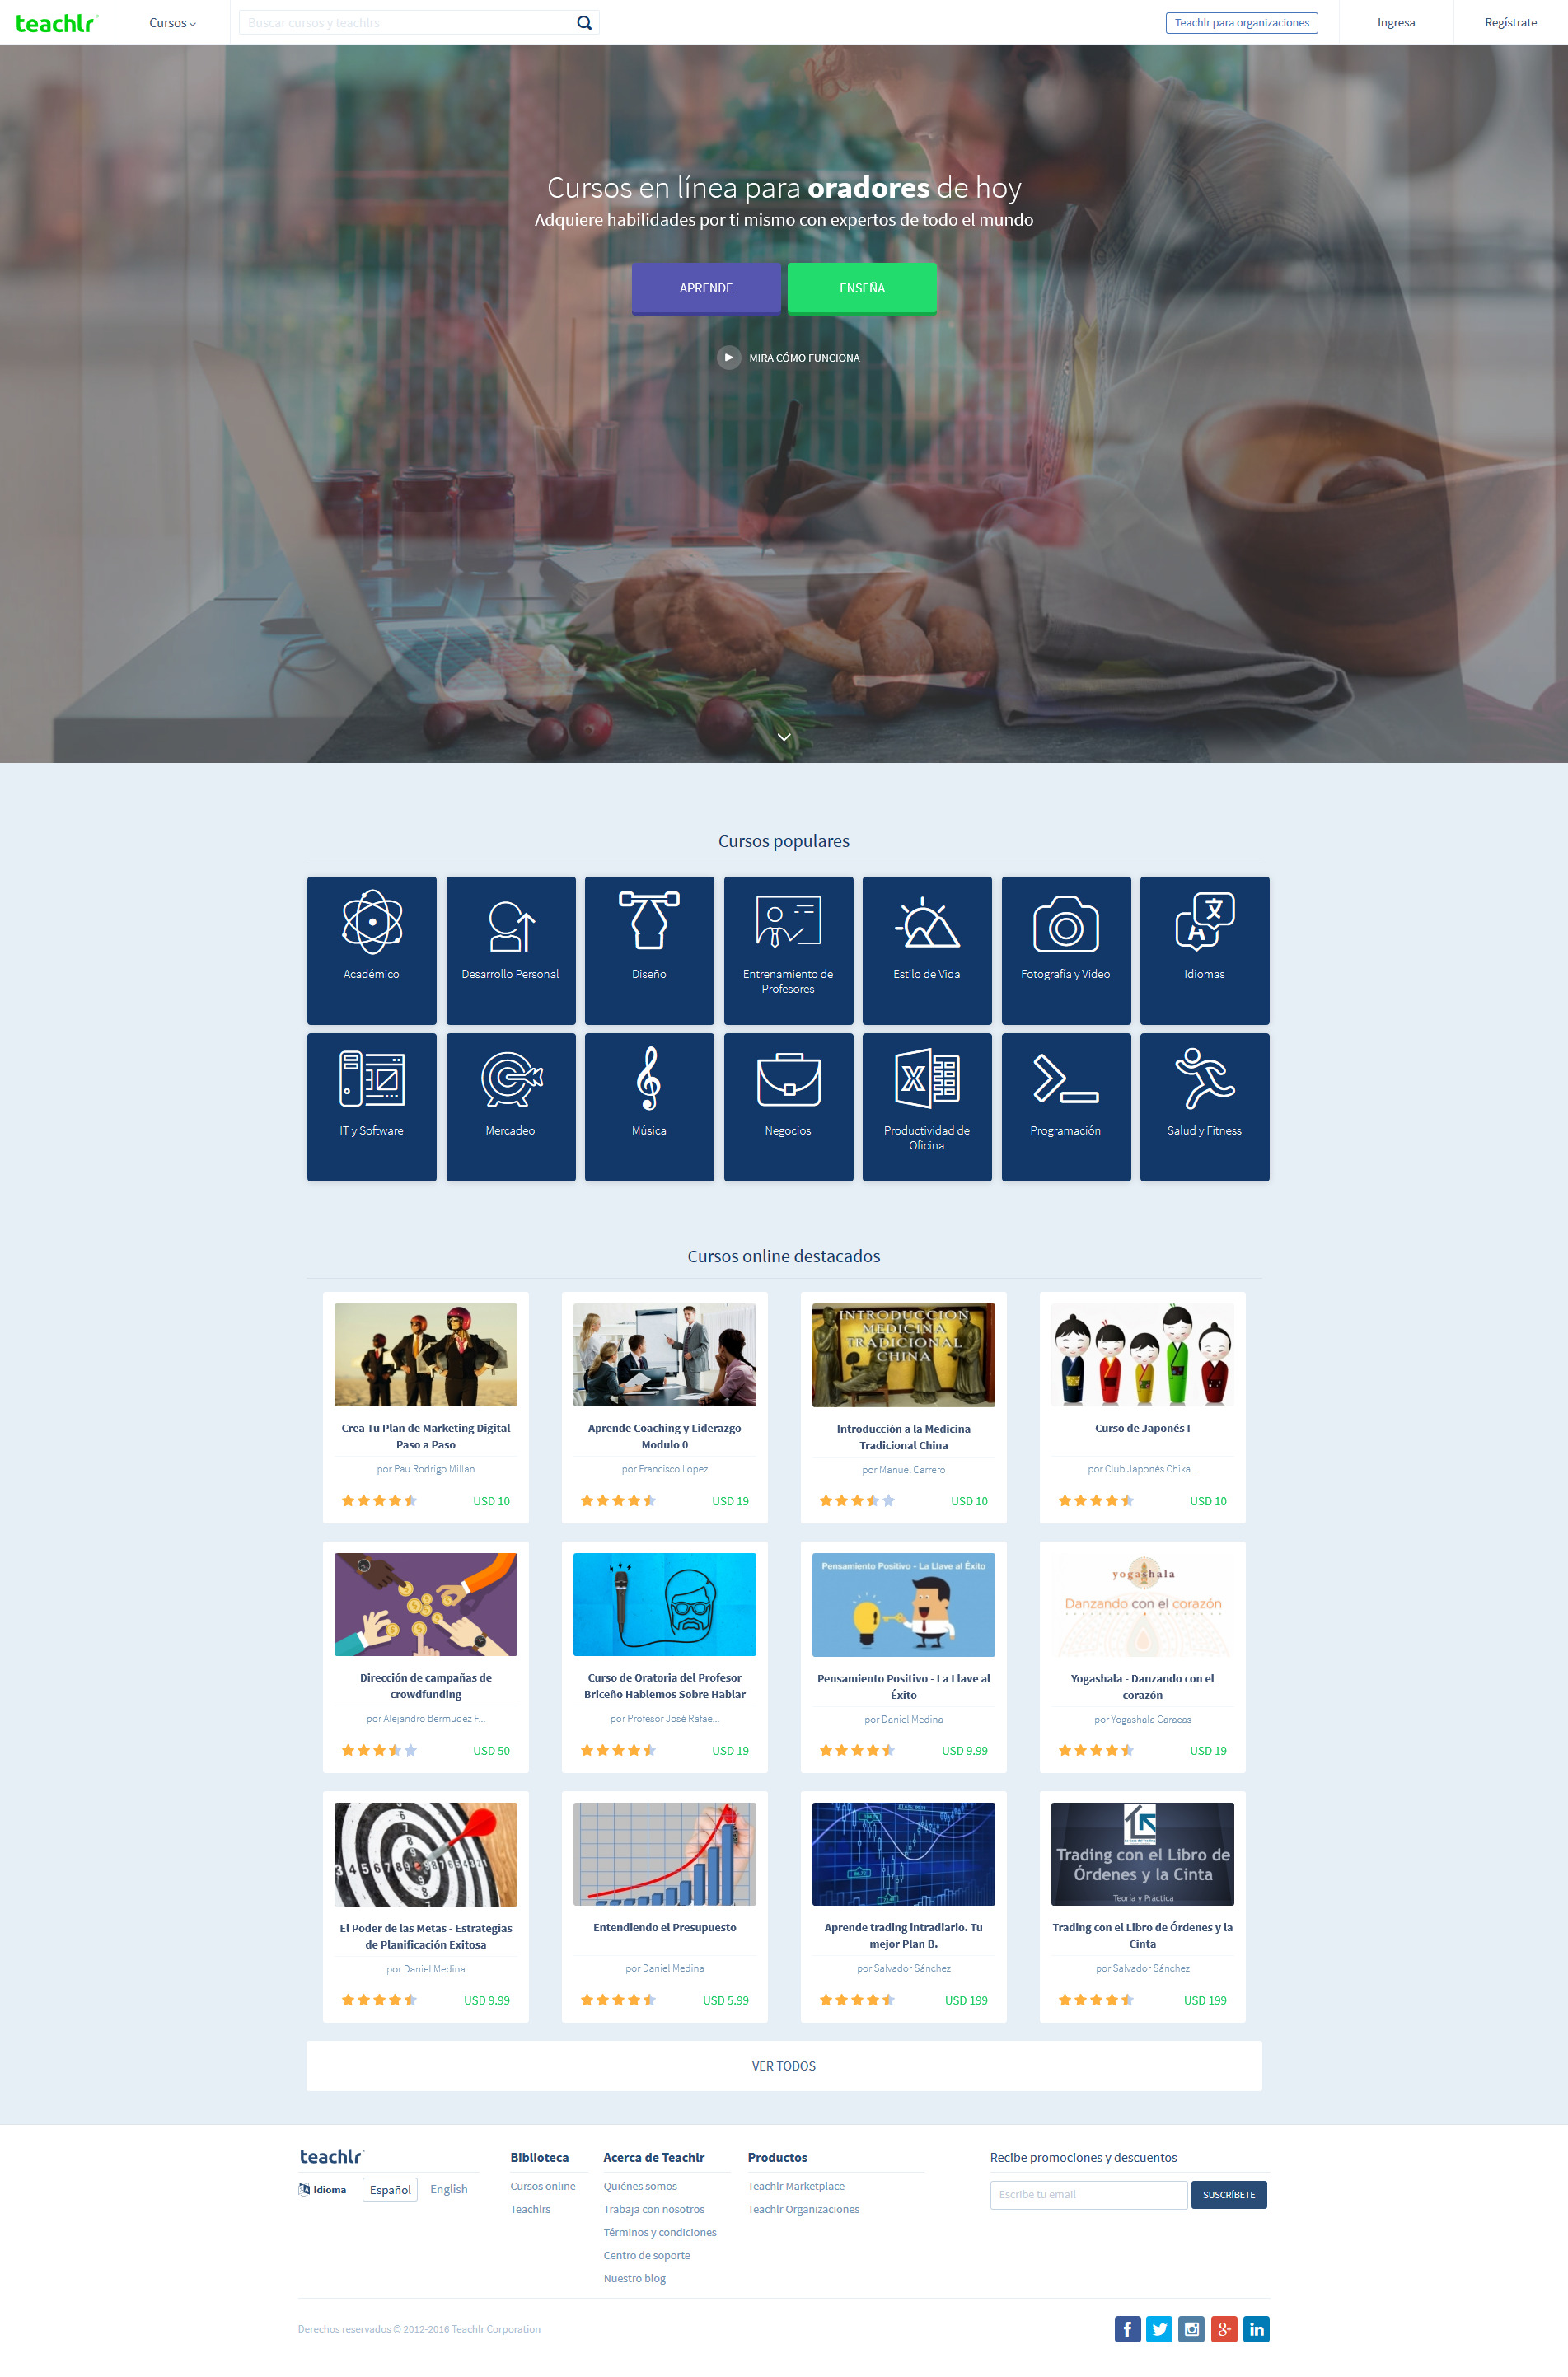 teachlr
Cursos
Buscar cursos y teachlrs
Teachlr para organizaciones
Ingresa
Regístrate
Cursos en línea para oradores de hoy
Adquiere habilidades por ti mismo con expertos de todo el mundo
APRENDE
ENSEÑA
MIRA CÓMO FUNCIONA
Cursos populares
Académico
Desarrollo Personal
Diseño
Entrenamiento de
Profesores
Estilo de Vida
Fotografía y Video
Idiomas
IT y Software
Mercadeo
Música
Negocios
Productividad de
Oficina
Programación
Salud y Fitness
Cursos online destacados
Crea Tu Plan de Marketing Digital
Paso a Paso
por Pau Rodrigo Millan
USD 10
Aprende Coaching y Liderazgo
Modulo 0
por Francisco Lopez
USD 19
INTRODUCCION
MEDICINA
TRADICIONAL
CHINA
Introducción a la Medicina
Tradicional China
por Manuel Carrero
USD 10
Curso de Japonés I
por Club Japonés Chika...
USD 10
Dirección de campañas de
crowdfunding
por Alejandro Bermudez F...
USD 50
Curso de Oratoria del Profesor
Briceño Hablemos Sobre Hablar
por Profesor José Rafae...
USD 19
Pensamiento Positivo - La Llave al Éxito
Pensamiento Positivo - La Llave al
Éxito
por Daniel Medina
USD 9.99
yogashala
Danzando con el corazón
Yogashala - Danzando con el
corazón
por Yogashala Caracas
USD 19
El Poder de las Metas - Estrategias
de Planificación Exitosa
por Daniel Medina
USD 9.99
Entendiendo el Presupuesto
por Daniel Medina
USD 5.99
Aprende trading intradiario. Tu
mejor Plan B.
por Salvador Sánchez
USD 199
Trading con el Libro de
Órdenes y la Cinta
Teoría y Práctica
Trading con el Libro de Órdenes y la
Cinta
por Salvador Sánchez
USD 199
VER TODOS
teachlr
Idioma
Español
English
Biblioteca
Cursos online
Teachlrs
Acerca de Teachlr
Quiénes somos
Trabaja con nosotros
Términos y condiciones
Centro de soporte
Nuestro blog
Productos
Teachlr Marketplace
Teachlr Organizaciones
Recibe promociones y descuentos
Escribe tu email
SUSCRÍBETE
Derechos reservados © 2012-2016 Teachlr Corporation